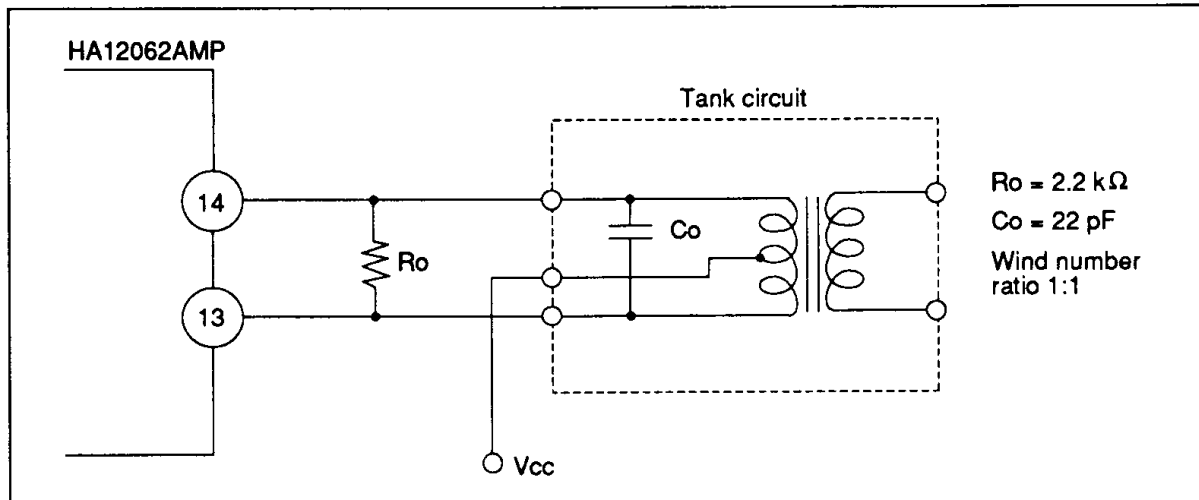 HA12062AMP
Tank circuit
14
Ro
13
Co
Vcc
Ro = 2.2 kΩ
Co = 22 pF
Wind number
ratio 1:1